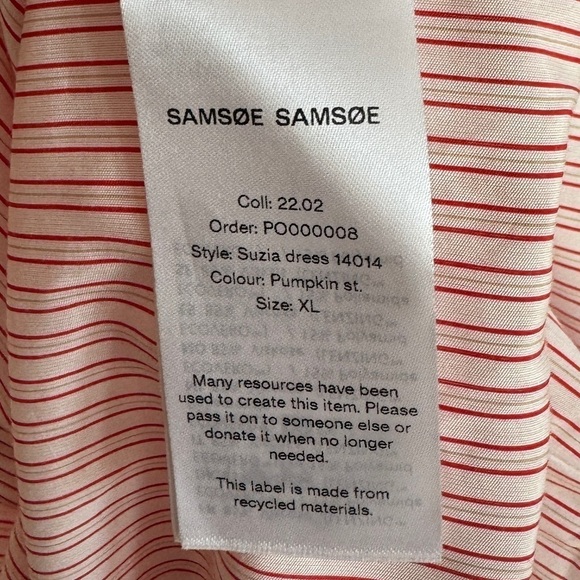 SAMSØE SAMSØE
Coll: 22.02
Order: PO000008
Style: Suzia dress 14014
Colour: Pumpkin st.
Size: XL
Many resources have been
used to create this item. Please
pass it on to someone else or
donate it when no longer
needed.
This label is made from
recycled materials.